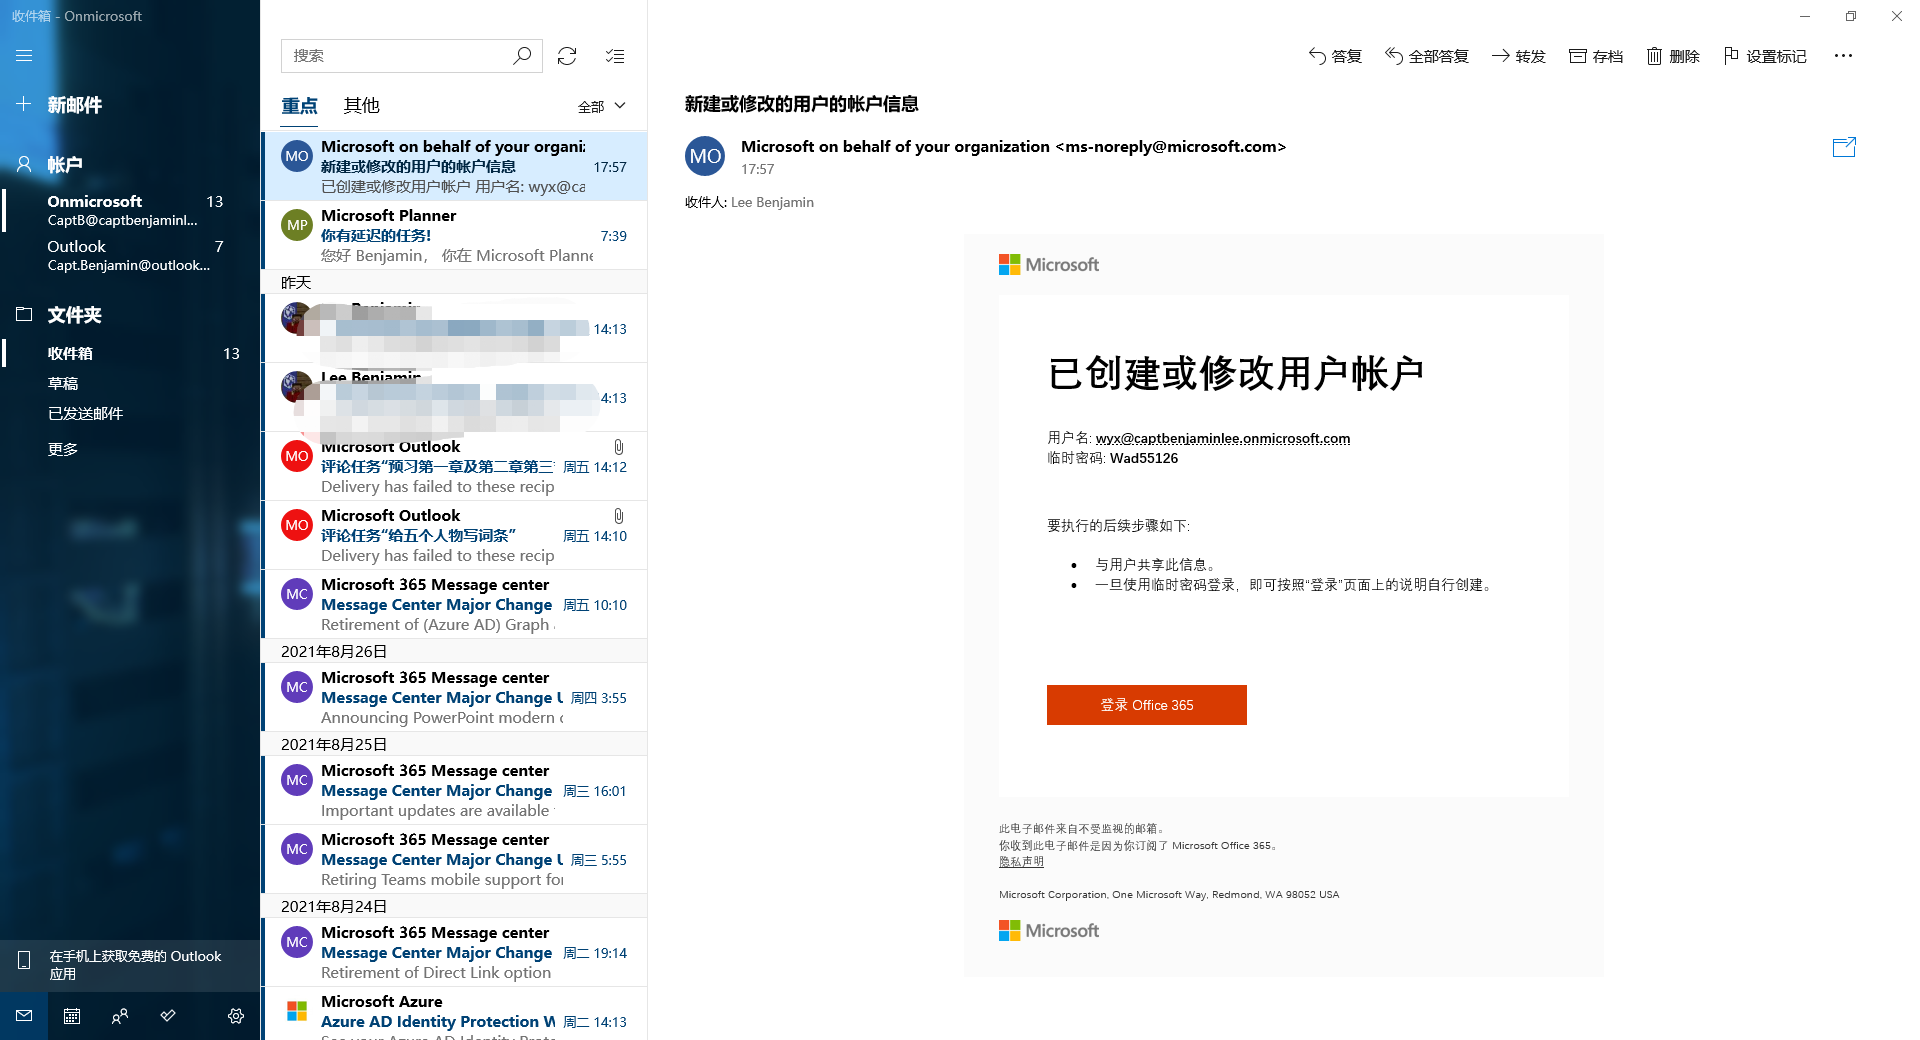 收件箱 - Onmicrosoft
新邮件
帐户
Onmicrosoft 13
CaptB@captbenjaminl...
Outlook 7
Capt.Benjamin@outlook...
文件夹
收件箱 13
草稿
已发送邮件
更多
在手机上获取免费的 Outlook
应用
搜索
重点 其他 全部
MO
Microsoft on behalf of your organiz
新建或修改的用户的帐户信息 17:57
已创建或修改用户帐户 用户名: wyx@ca
MP
Microsoft Planner
你有延迟的任务! 7:39
您好 Benjamin， 你在 Microsoft Planne
昨天
Benjamin
14:13
Lee Benjamin
4:13
MO
Microsoft Outlook
评论任务“预习第一章及第二章第三 周五 14:12
Delivery has failed to these recip
MO
Microsoft Outlook
评论任务“给五个人物写词条” 周五 14:10
Delivery has failed to these recip
MC
Microsoft 365 Message center
Message Center Major Change 周五 10:10
Retirement of (Azure AD) Graph
2021年8月26日
MC
Microsoft 365 Message center
Message Center Major Change U 周四 3:55
Announcing PowerPoint modern c
2021年8月25日
MC
Microsoft 365 Message center
Message Center Major Change 周三 16:01
Important updates are available
MC
Microsoft 365 Message center
Message Center Major Change U 周三 5:55
Retiring Teams mobile support for
2021年8月24日
MC
Microsoft 365 Message center
Message Center Major Change 周二 19:14
Retirement of Direct Link option
Microsoft Azure
Azure AD Identity Protection W 周二 14:13
See your Azure AD Identity Prote
答复 全部答复 转发 存档 删除 设置标记
新建或修改的用户的帐户信息
MO
Microsoft on behalf of your organization <ms-noreply@microsoft.com>
17:57
收件人: Lee Benjamin
Microsoft
已创建或修改用户帐户
用户名: wyx@captbenjaminlee.onmicrosoft.com
临时密码: Wad55126
要执行的后续步骤如下:
• 与用户共享此信息。
• 一旦使用临时密码登录，即可按照“登录”页面上的说明自行创建。
登录 Office 365
此电子邮件来自不受监视的邮箱。
你收到此电子邮件是因为你订阅了 Microsoft Office 365。
隐私声明
Microsoft Corporation, One Microsoft Way, Redmond, WA 98052 USA
Microsoft